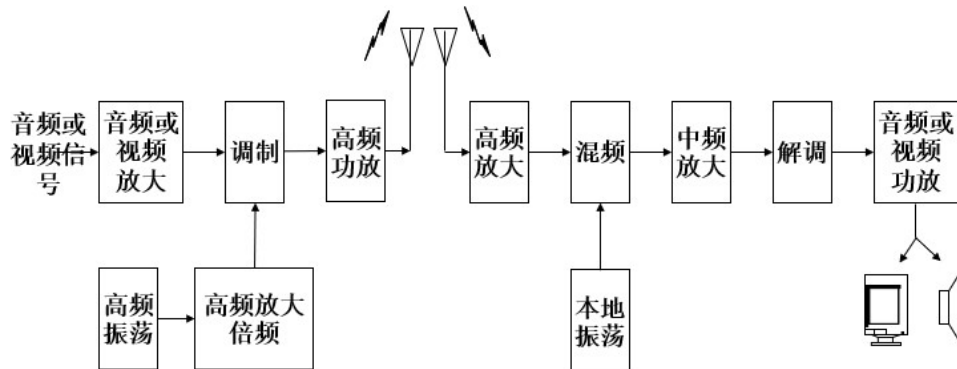 音频或
视频信
号
音频或
视频
放大
调制
高频
功放
高频
放大
混频
中频
放大
解调
音频或
视频
功放
高频
振荡
高频放大
倍频
本地
振荡